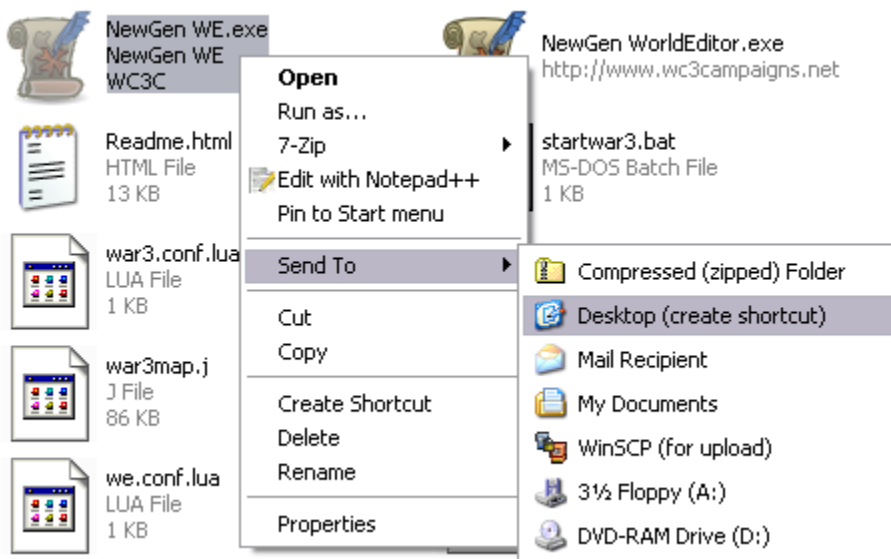 NewGen WE.exe
NewGen WE
WC3C
NewGen WorldEditor.exe
http://www.wc3campaigns.net
Readme.html
HTML File
13 KB
startwar3.bat
MS-DOS Batch File
1 KB
war3.conf.lua
LUA File
1 KB
war3map.j
J File
86 KB
we.conf.lua
LUA File
1 KB
Open
Run as...
7-Zip
Edit with Notepad++
Pin to Start menu
Send To
Cut
Copy
Create Shortcut
Delete
Rename
Properties
Compressed (zipped) Folder
Desktop (create shortcut)
Mail Recipient
My Documents
WinSCP (for upload)
3½ Floppy (A:)
DVD-RAM Drive (D:)